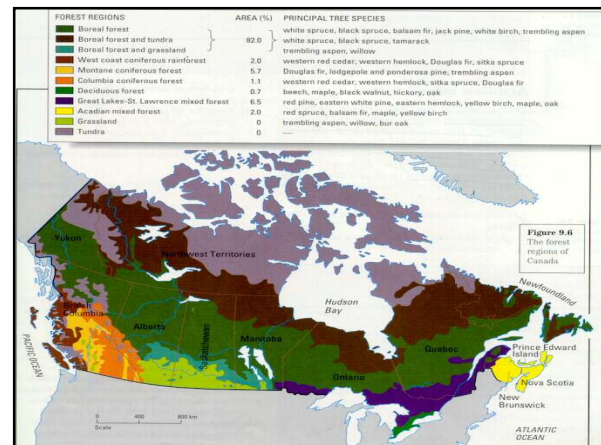 FOREST REGIONS AREA (%) PRINCIPAL TREE SPECIES
Boreal forest white spruce, black spruce, balsam fir, jack pine, white birch, trembling aspen
Boreal forest and tundra 82.0 white spruce, black spruce, tamarack
Boreal forest and grassland trembling aspen, willow
West coast coniferous rainforest 2.0 western red cedar, western hemlock, Douglas fir, sitka spruce
Montane coniferous forest 5.7 Douglas fir, lodgepole and ponderosa pine, trembling aspen
Columbia coniferous forest 1.1 western red cedar, western hemlock, sitka spruce, Douglas fir
Deciduous forest 0.7 beech, maple, black walnut, hickory, oak
Great Lakes-St. Lawrence mixed forest 6.5 red pine, eastern white pine, eastern hemlock, yellow birch, maple, oak
Acadian mixed forest 2.0 red spruce, balsam fir, maple, yellow birch
Grassland 0 trembling aspen, willow, bur oak
Tundra 0 —
Figure 9.6
The forest
regions of
Canada
Yukon
Northwest Territories
Newfoundland
British
Columbia
Hudson
Bay
Alberta
Saskatchewan
Manitoba
Quebec
Prince Edward
Island
PACIFIC OCEAN
Ontario
Nova Scotia
New
Brunswick
0 400 800 km
Scale
ATLANTIC
OCEAN